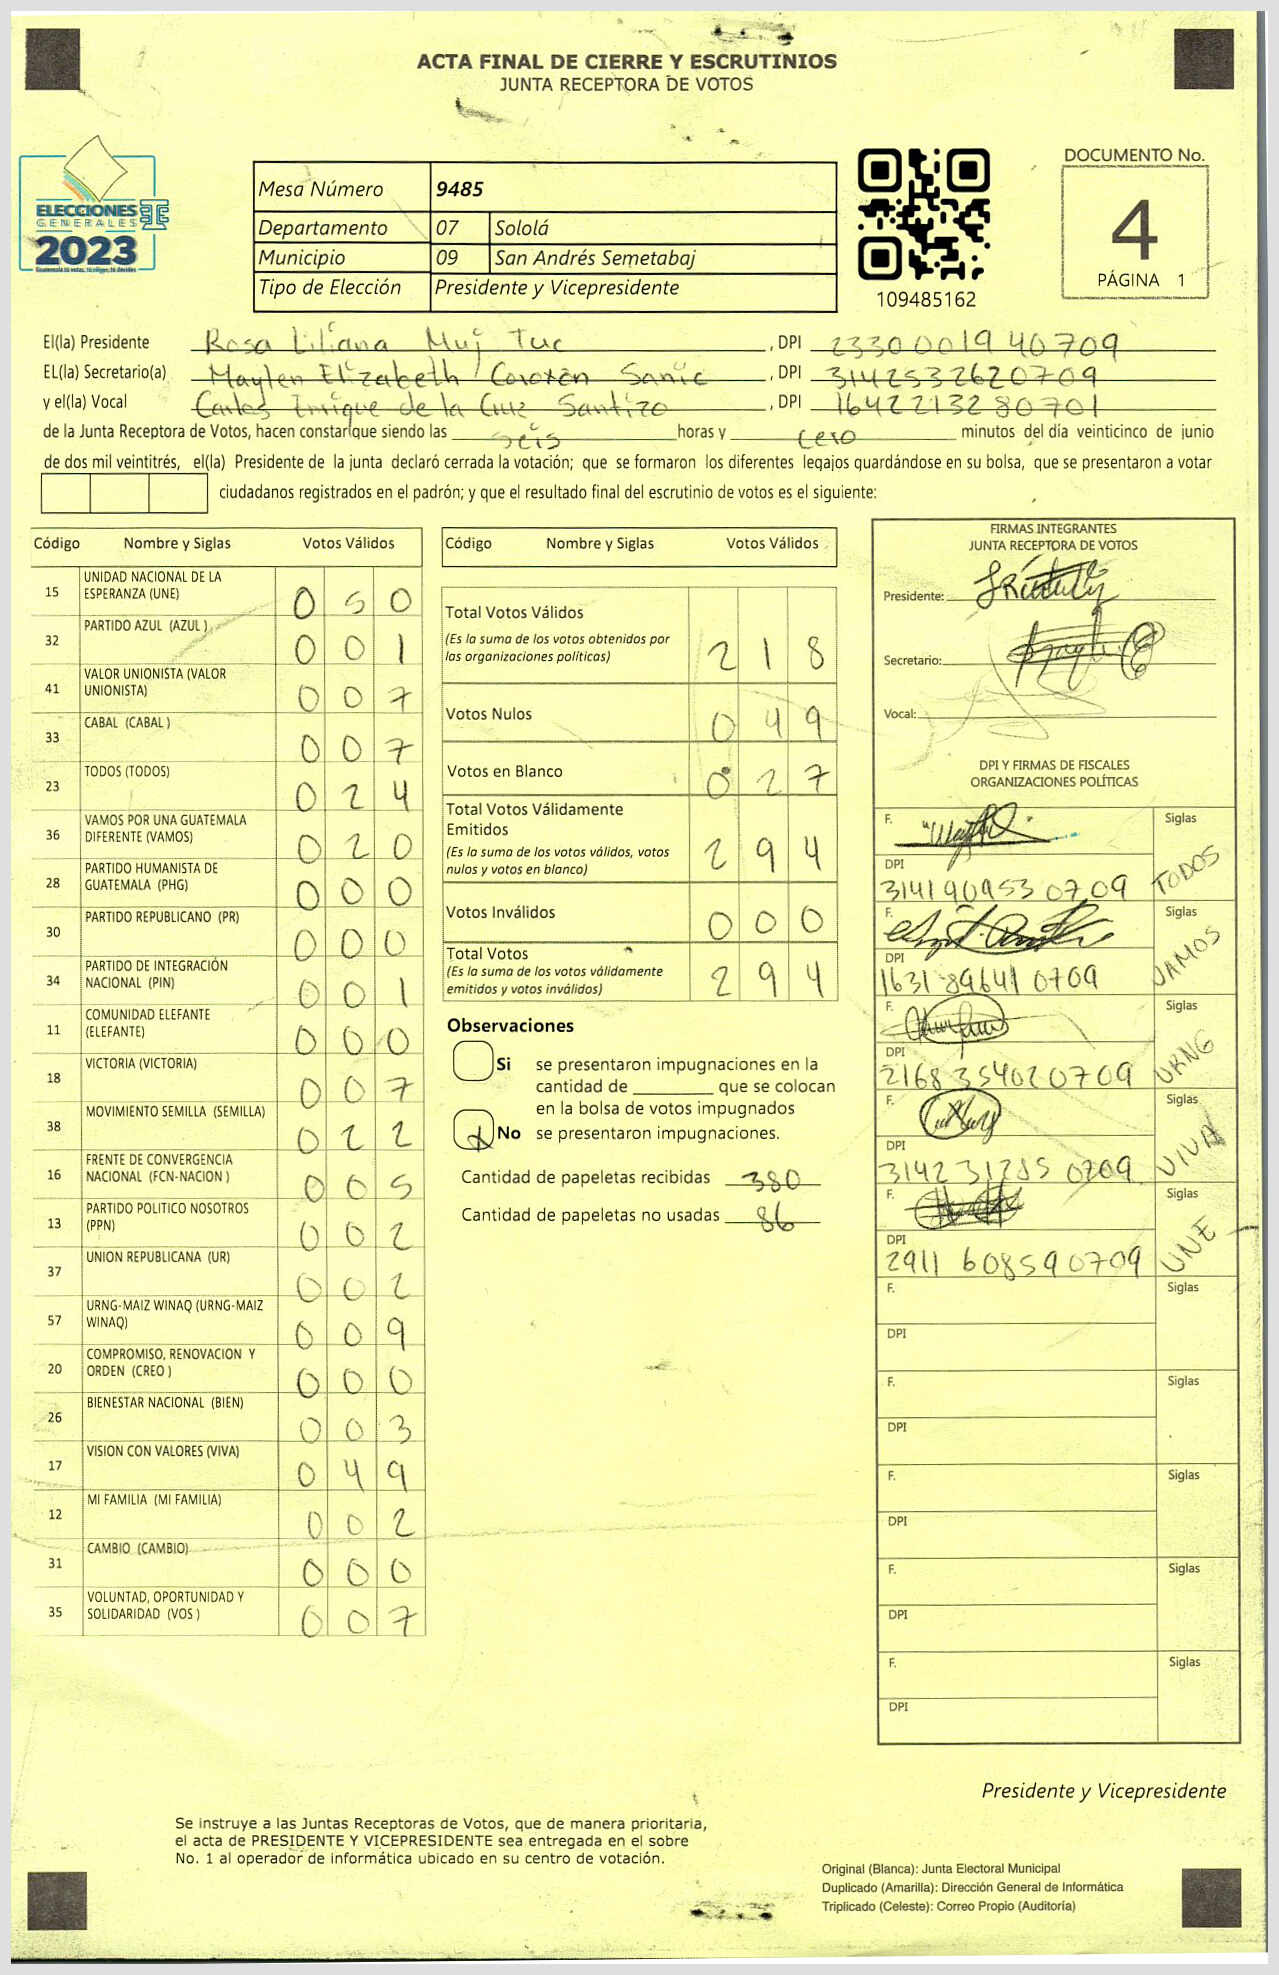 ACTA FINAL DE CIERRE Y ESCRUTINIOS
JUNTA RECEPTORA DE VOTOS
ELECCIONES
GENERALES
2023
Mesa Número 9485
Departamento 07 Sololá
Municipio 09 San Andrés Semetabaj
Tipo de Elección Presidente y Vicepresidente
109485162
DOCUMENTO No.
4
PÁGINA 1
El(la) Presidente Rosa Liliana Muj Tuc , DPI 2330001940709
EL(la) Secretario(a) Maylen Elizabeth Coroxón Sanic , DPI 3142532620709
y el(la) Vocal Carlos Enrique de la Cruz Santizo , DPI 1642213280701
de la Junta Receptora de Votos, hacen constar que siendo las seis horas y cero minutos del día veinticinco de junio
de dos mil veintitrés, el(la) Presidente de la junta declaró cerrada la votación; que se formaron los diferentes legajos guardándose en su bolsa, que se presentaron a votar
ciudadanos registrados en el padrón; y que el resultado final del escrutinio de votos es el siguiente:
Código Nombre y Siglas Votos Válidos
15 UNIDAD NACIONAL DE LA ESPERANZA (UNE) 0 5 0
32 PARTIDO AZUL (AZUL ) 0 0 1
41 VALOR UNIONISTA (VALOR UNIONISTA) 0 0 7
33 CABAL (CABAL ) 0 0 7
23 TODOS (TODOS) 0 2 4
36 VAMOS POR UNA GUATEMALA DIFERENTE (VAMOS) 0 2 0
28 PARTIDO HUMANISTA DE GUATEMALA (PHG) 0 0 0
30 PARTIDO REPUBLICANO (PR) 0 0 0
34 PARTIDO DE INTEGRACIÓN NACIONAL (PIN) 0 0 1
11 COMUNIDAD ELEFANTE (ELEFANTE) 0 0 0
18 VICTORIA (VICTORIA) 0 0 7
38 MOVIMIENTO SEMILLA (SEMILLA) 0 2 2
16 FRENTE DE CONVERGENCIA NACIONAL (FCN-NACION ) 0 0 5
13 PARTIDO POLITICO NOSOTROS (PPN) 0 0 2
37 UNION REPUBLICANA (UR) 0 0 2
57 URNG-MAIZ WINAQ (URNG-MAIZ WINAQ) 0 0 9
20 COMPROMISO, RENOVACION Y ORDEN (CREO ) 0 0 0
26 BIENESTAR NACIONAL (BIEN) 0 0 3
17 VISION CON VALORES (VIVA) 0 4 9
12 MI FAMILIA (MI FAMILIA) 0 0 2
31 CAMBIO (CAMBIO) 0 0 0
35 VOLUNTAD, OPORTUNIDAD Y SOLIDARIDAD (VOS ) 0 0 7
Código Nombre y Siglas Votos Válidos
Total Votos Válidos 2 1 8
(Es la suma de los votos obtenidos por
las organizaciones políticas)
Votos Nulos 0 4 9
Votos en Blanco 0 2 7
Total Votos Válidamente
Emitidos 2 9 4
(Es la suma de los votos válidos, votos
nulos y votos en blanco)
Votos Inválidos 0 0 0
Total Votos 2 9 4
(Es la suma de los votos válidamente
emitidos y votos inválidos)
Observaciones
Si se presentaron impugnaciones en la
cantidad de ________ que se colocan
en la bolsa de votos impugnados
X No se presentaron impugnaciones.
Cantidad de papeletas recibidas 380
Cantidad de papeletas no usadas 86
FIRMAS INTEGRANTES
JUNTA RECEPTORA DE VOTOS
Presidente:
Secretario:
Vocal:
DPI Y FIRMAS DE FISCALES
ORGANIZACIONES POLÍTICAS
F. Siglas
DPI TODOS
3141909530709
F. Siglas
DPI VAMOS
1631896410709
F. Siglas
DPI URNG
2168354020709
F. Siglas
DPI VIVA
3142312150709
F. Siglas
DPI UNE
2911608590709
F. Siglas
DPI
F. Siglas
DPI
F. Siglas
DPI
F. Siglas
DPI
F. Siglas
DPI
Presidente y Vicepresidente
Se instruye a las Juntas Receptoras de Votos, que de manera prioritaria,
el acta de PRESIDENTE Y VICEPRESIDENTE sea entregada en el sobre
No. 1 al operador de informática ubicado en su centro de votación.
Original (Blanca): Junta Electoral Municipal
Duplicado (Amarilla): Dirección General de Informática
Triplicado (Celeste): Correo Propio (Auditoría)